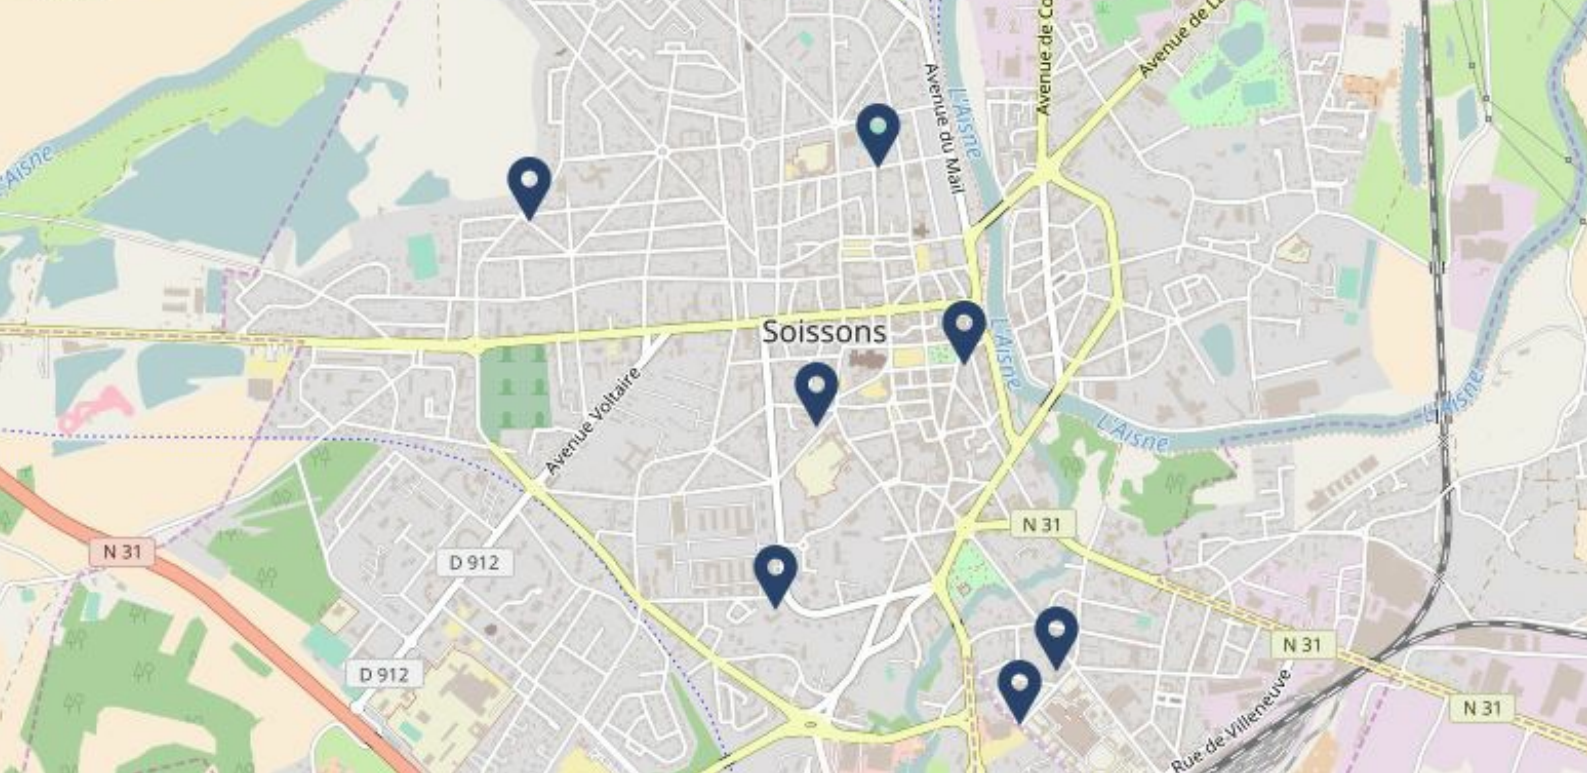 Avenue de Co
Avenue de L
Avenue du Mail
L'Aisne
L'Aisne
Soissons
L'Aisne
Avenue Voltaire
L'Aisne
L'Aisne
N 31
N 31
D 912
N 31
D 912
Rue de Villeneuve
N 31